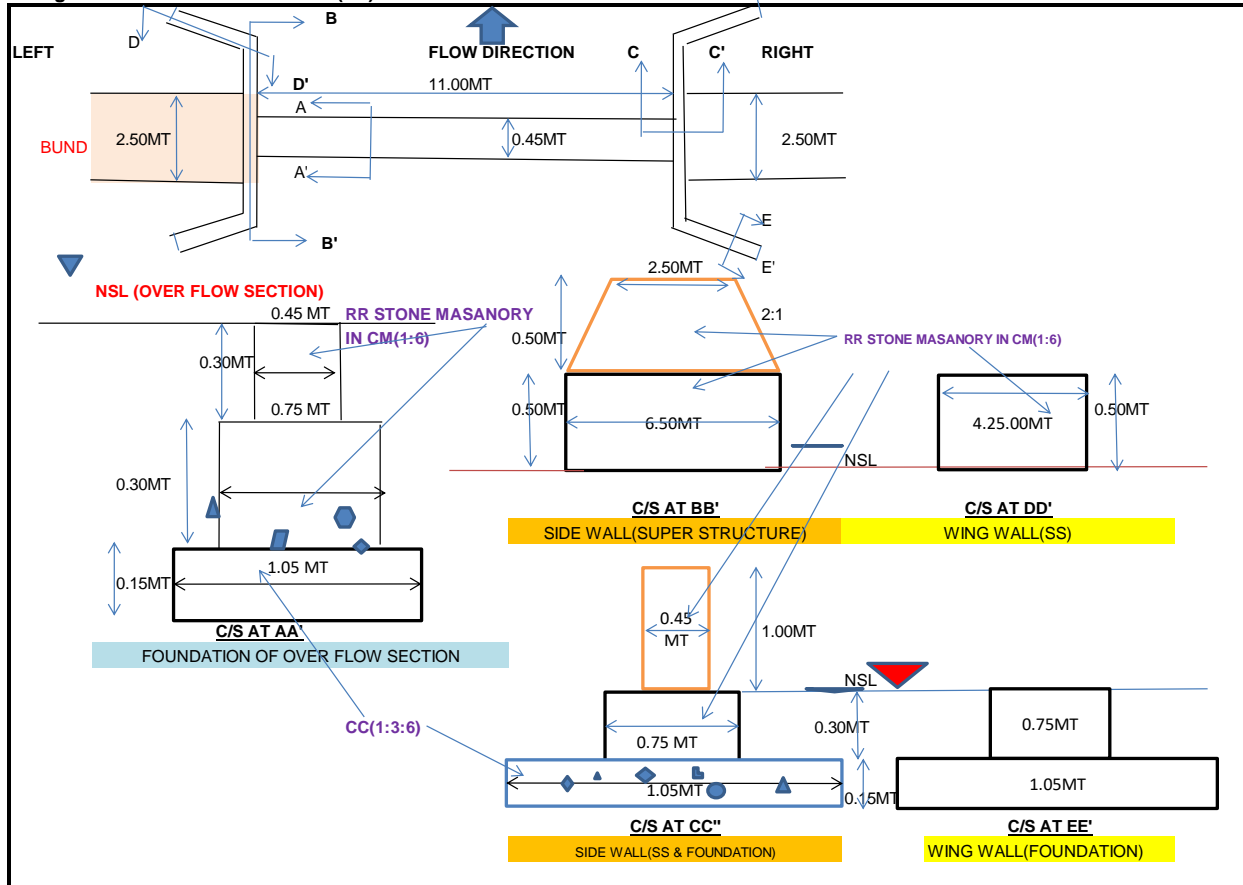 B
LEFT
D
FLOW DIRECTION
C
C'
RIGHT
D'
11.00MT
A
BUND
2.50MT
0.45MT
2.50MT
A'
B'
E
E'
NSL (OVER FLOW SECTION)
0.45 MT
RR STONE MASANORY
IN CM(1:6)
0.30MT
0.75 MT
0.30MT
1.05 MT
0.15MT
C/S AT AA'
FOUNDATION OF OVER FLOW SECTION
CC(1:3:6)
2.50MT
2:1
0.50MT
RR STONE MASANORY IN CM(1:6)
0.50MT
6.50MT
4.25.00MT
0.50MT
NSL
C/S AT BB'
C/S AT DD'
SIDE WALL(SUPER STRUCTURE)
WING WALL(SS)
0.45
MT
1.00MT
NSL
0.75 MT
0.30MT
0.75MT
1.05MT
0.15MT
1.05MT
C/S AT CC"
C/S AT EE'
SIDE WALL(SS & FOUNDATION)
WING WALL(FOUNDATION)